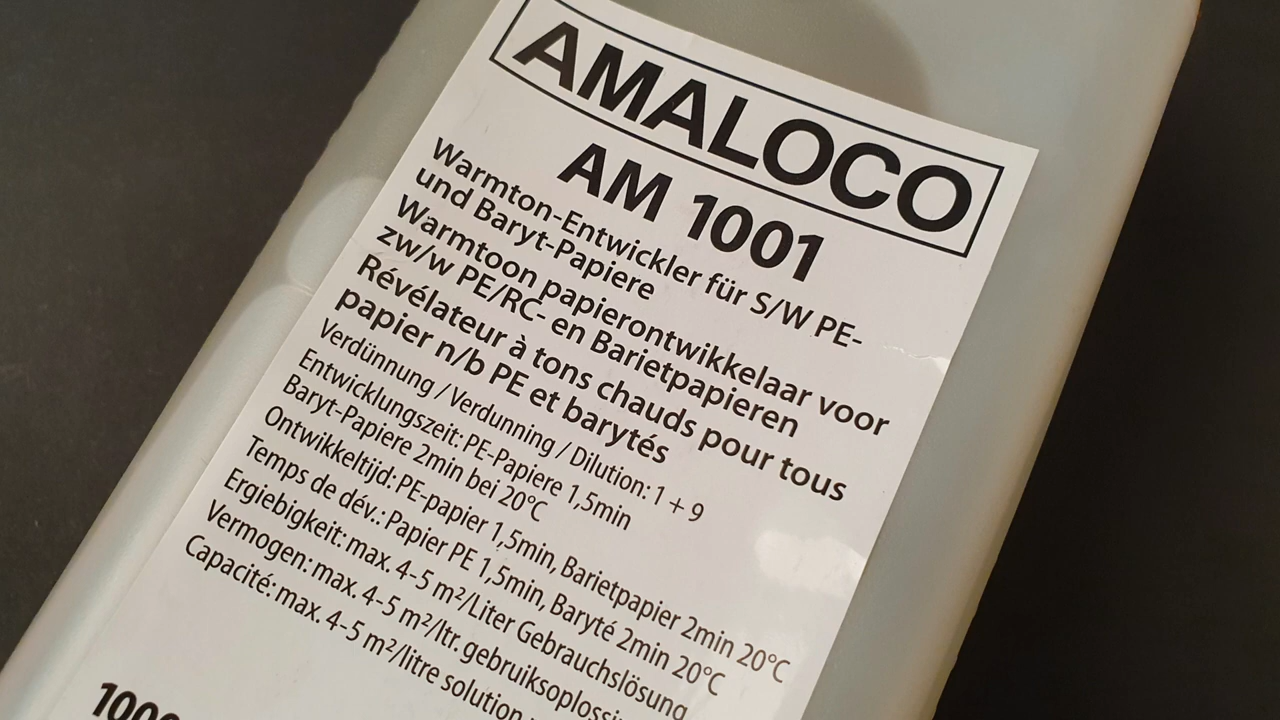 AMALOCO
AM 1001
Warmton-Entwickler für S/W PE-
und Baryt-Papiere
Warmtoon papierontwikkelaar voor
zw/w PE/RC- en Barietpapieren
Révélateur à tons chauds pour tous
papier n/b PE et barytés
Verdünnung / Verdunning / Dilution: 1 + 9
Entwicklungszeit: PE-Papiere 1,5min
Baryt-Papiere 2min bei 20°C
Ontwikkeltijd: PE-papier 1,5min, Barietpapier 2min 20°C
Temps de dév.: Papier PE 1,5min, Baryté 2min 20°C
Ergiebigkeit: max. 4-5 m²/Liter Gebrauchslösung
Vermogen: max. 4-5 m²/ltr. gebruiksoplossi
Capacité: max. 4-5 m²/litre solution